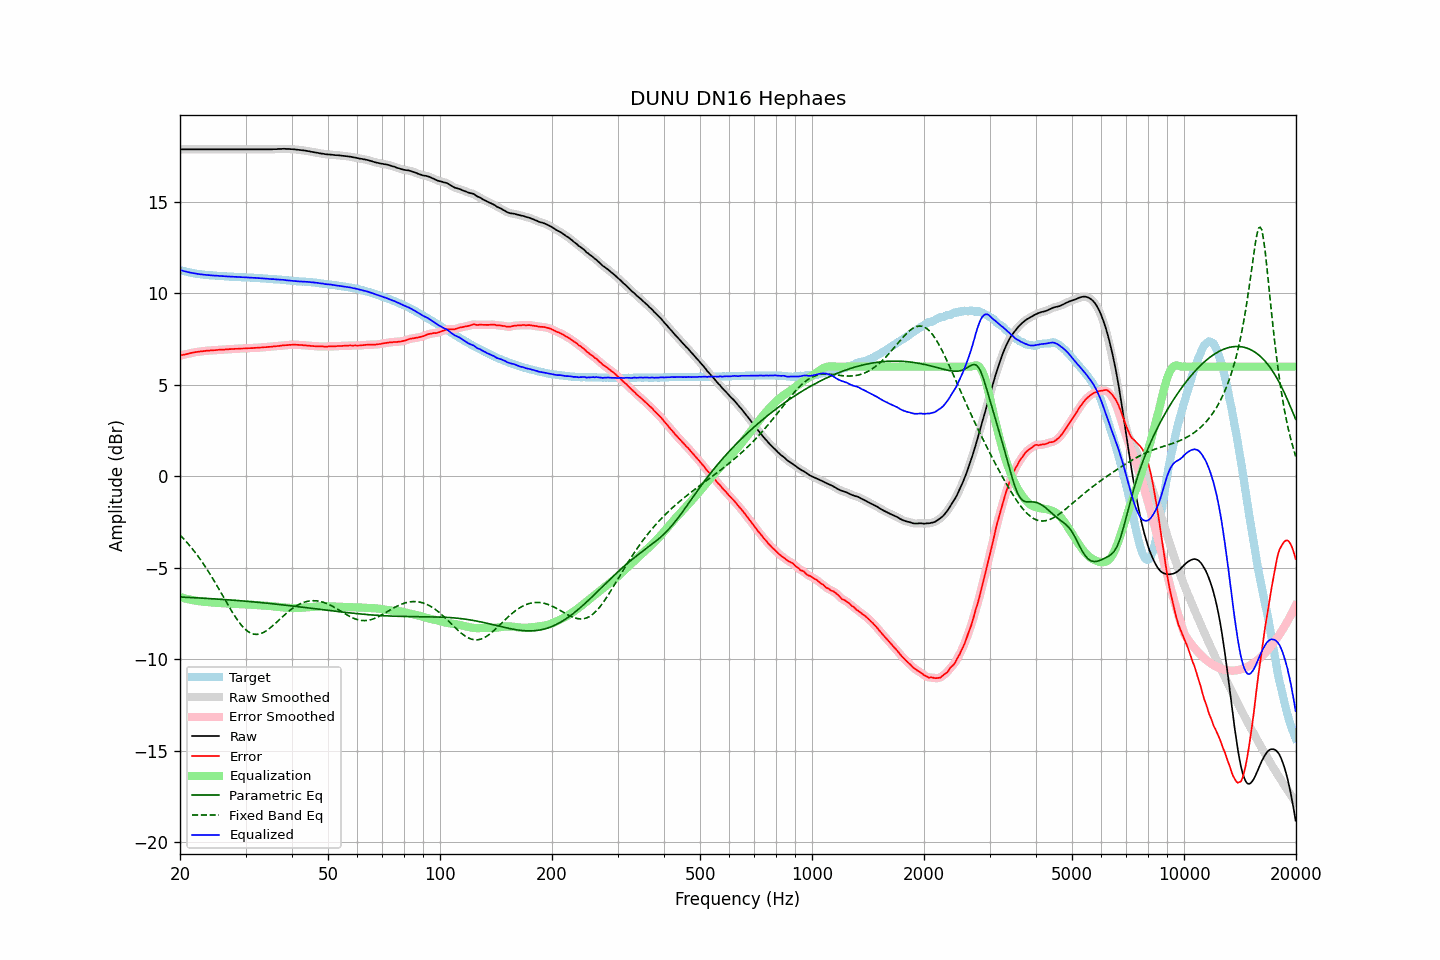 DUNU DN16 Hephaes
Amplitude (dBr)
15
10
5
0
−5
−10
−15
−20
Target
Raw Smoothed
Error Smoothed
Raw
Error
Equalization
Parametric Eq
Fixed Band Eq
Equalized
20 50 100 200 500 1000 2000 5000 10000 20000
Frequency (Hz)